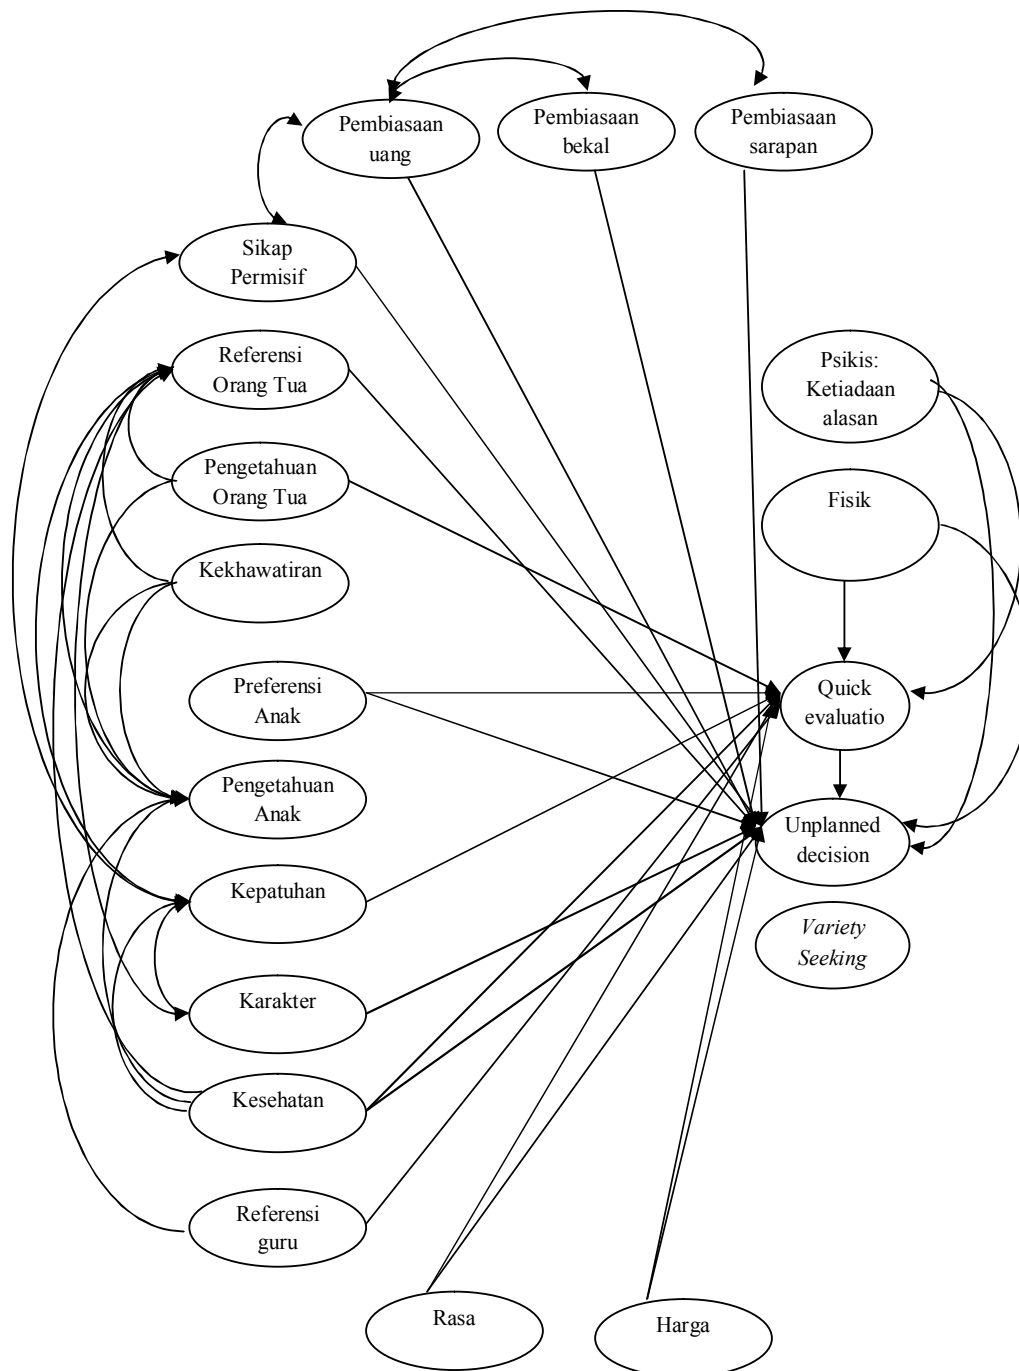 Pembiasaan
uang
Pembiasaan
bekal
Pembiasaan
sarapan
Sikap
Permisif
Referensi
Orang Tua
Psikis:
Ketiadaan
alasan
Pengetahuan
Orang Tua
Fisik
Kekhawatiran
Preferensi
Anak
Quick
evaluatio
Pengetahuan
Anak
Unplanned
decision
Kepatuhan
Variety
Seeking
Karakter
Kesehatan
Referensi
guru
Rasa
Harga